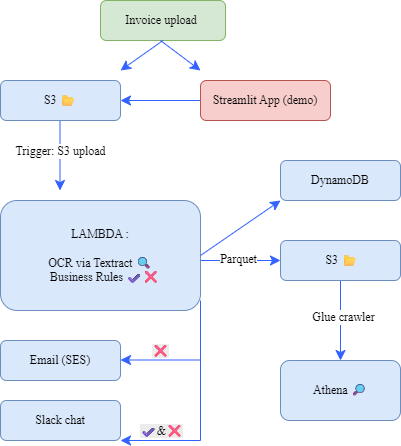 Invoice upload
S3 📁
Streamlit App (demo)
Trigger: S3 upload
DynamoDB
LAMBDA :
OCR via Textract 🔍
Business Rules ✔ ❌
Parquet
S3 📁
Glue crawler
Email (SES)
❌
Athena 🔎
Slack chat
✔ & ❌